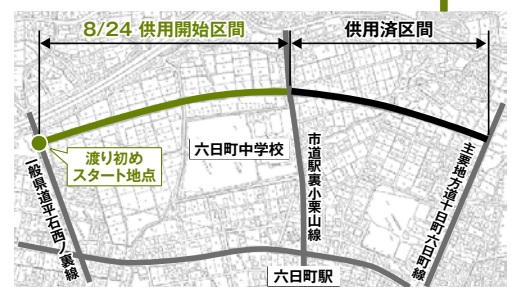 8/24 供用開始区間
供用済区間
渡り初め
スタート地点
六日町中学校
市道駅裏小栗山線
主要地方道十日町六日町線
一般県道平石西ノ裏線
六日町駅